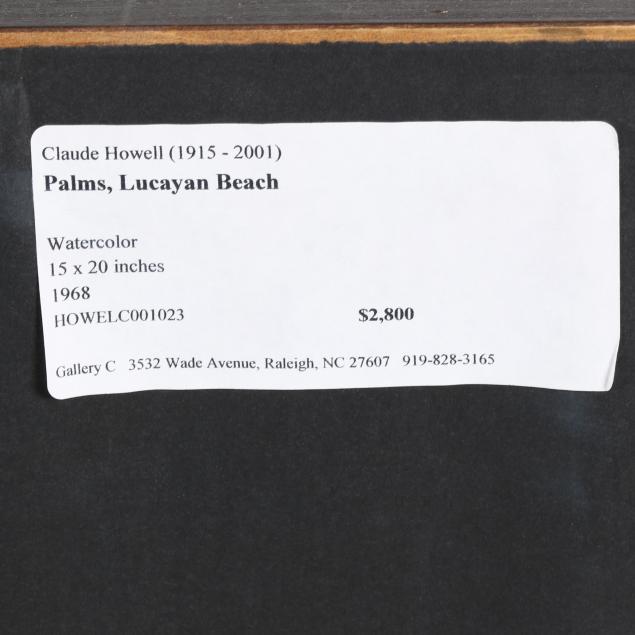 Claude Howell (1915 - 2001)
Palms, Lucayan Beach
Watercolor
15 x 20 inches
1968
HOWELC001023 $2,800
Gallery C 3532 Wade Avenue, Raleigh, NC 27607 919-828-3165